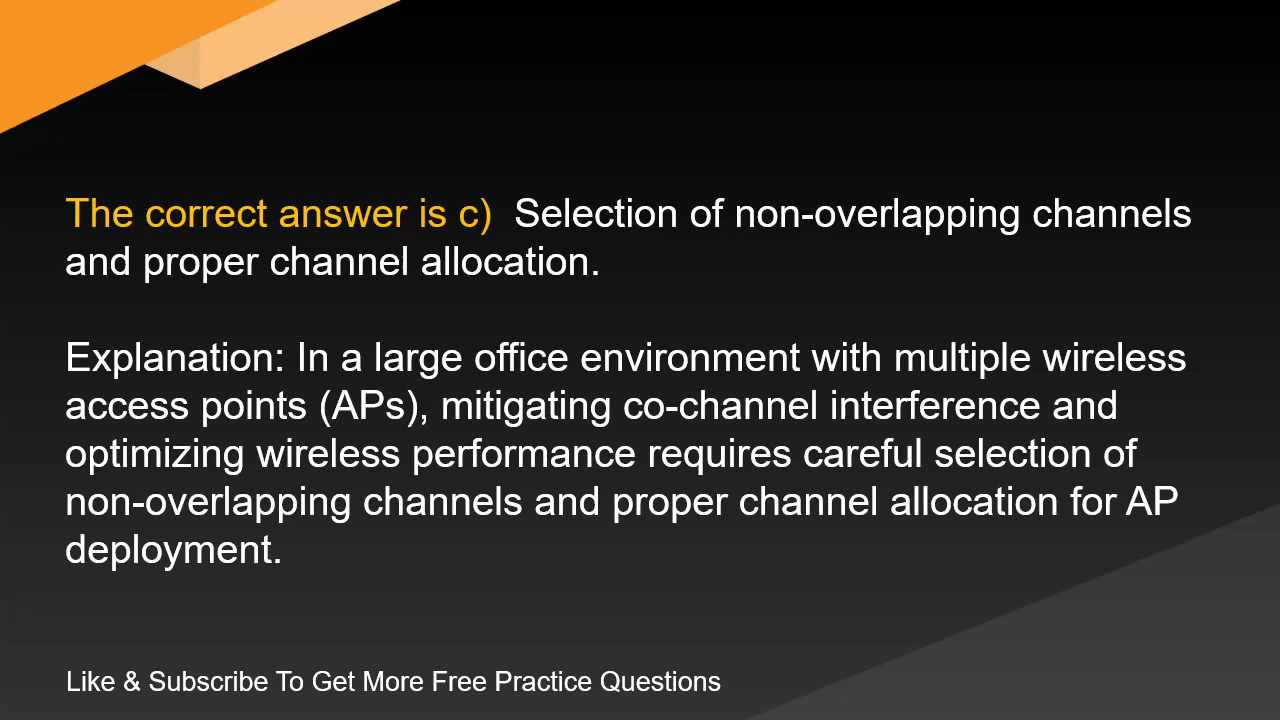 The correct answer is c)  Selection of non-overlapping channels
and proper channel allocation.
Explanation: In a large office environment with multiple wireless
access points (APs), mitigating co-channel interference and
optimizing wireless performance requires careful selection of
non-overlapping channels and proper channel allocation for AP
deployment.
Like & Subscribe To Get More Free Practice Questions